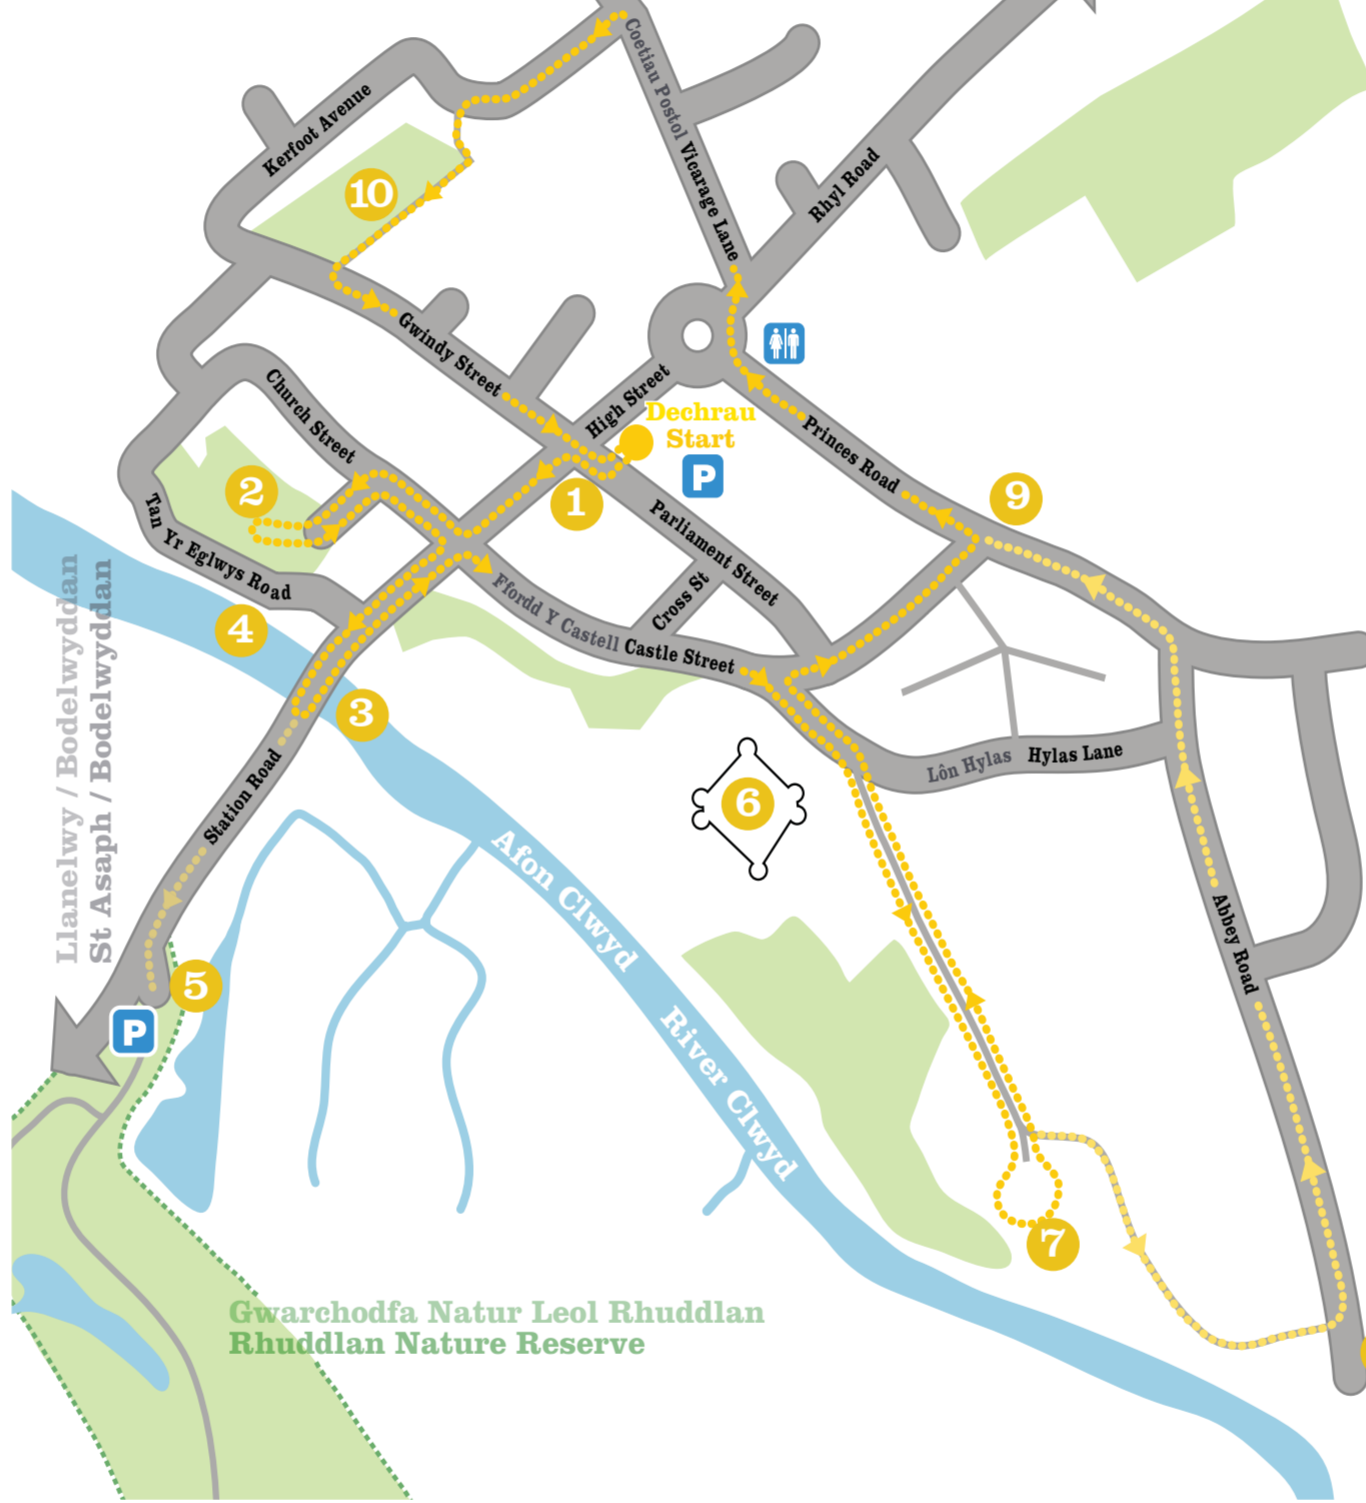 Coetiau Postol Vicarage Lane
Kerfoot Avenue
10
Rhyl Road
Gwindy Street
High Street
Dechrau
Start
P
Church Street
Princes Road
2
1
9
Tan Yr Eglwys Road
Parliament Street
Cross St
Ffordd Y Castell Castle Street
4
3
Llanelwy / Bodelwyddan
St Asaph / Bodelwyddan
Station Road
Lôn Hylas Hylas Lane
6
Afon Clwyd
River Clwyd
Abbey Road
5
P
7
Gwarchodfa Natur Leol Rhuddlan
Rhuddlan Nature Reserve